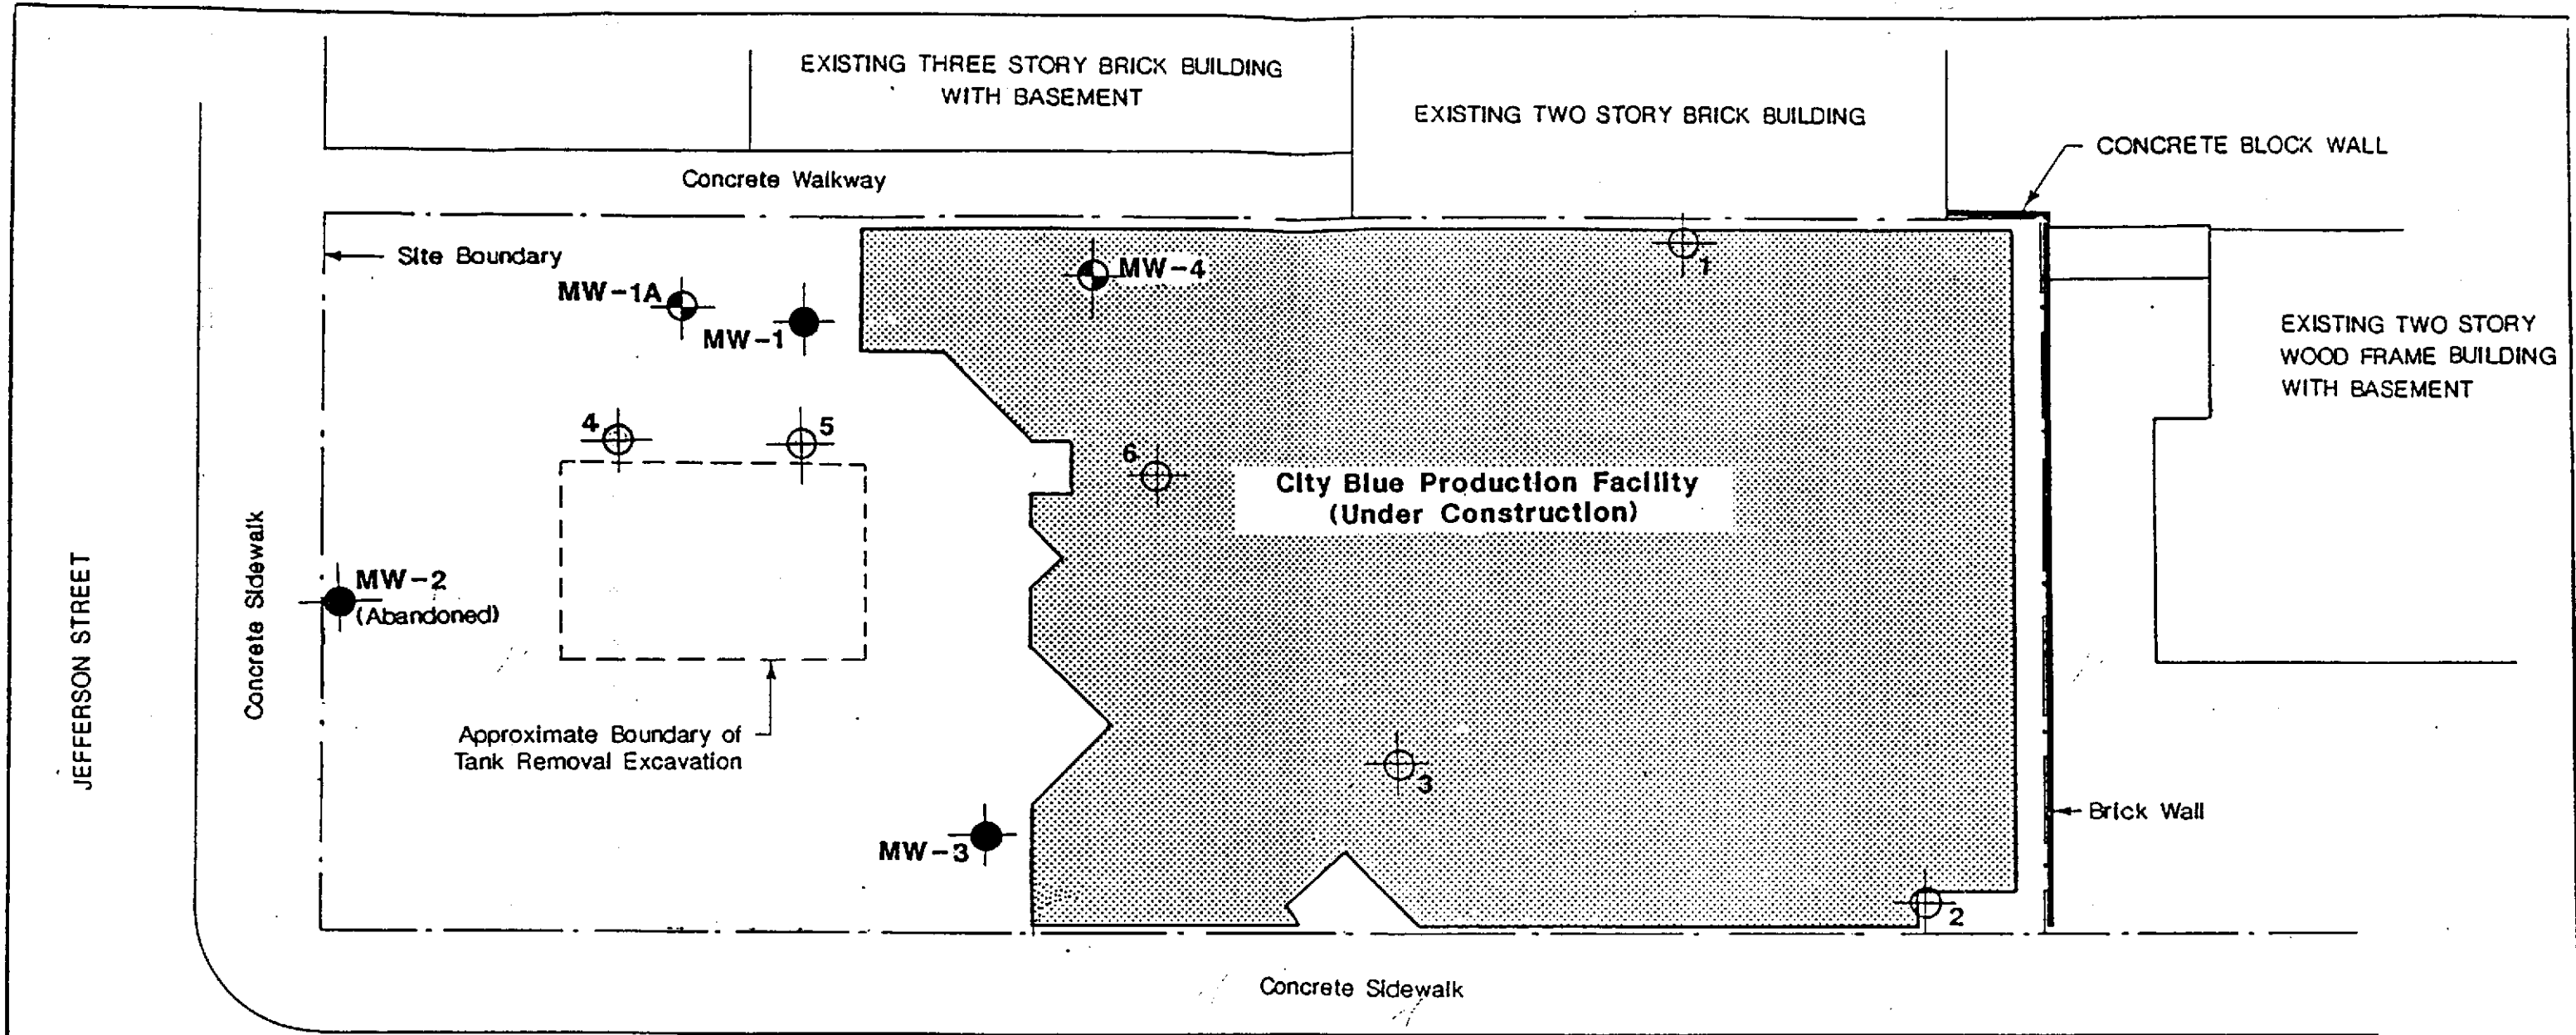 EXISTING THREE STORY BRICK BUILDING
WITH BASEMENT
EXISTING TWO STORY BRICK BUILDING
CONCRETE BLOCK WALL
Concrete Walkway
Site Boundary
MW-1A
MW-1
MW-4
1
EXISTING TWO STORY
WOOD FRAME BUILDING
WITH BASEMENT
4
5
6
City Blue Production Facility
(Under Construction)
JEFFERSON STREET
Concrete Sidewalk
MW-2
(Abandoned)
Approximate Boundary of
Tank Removal Excavation
3
Brick Wall
MW-3
2
Concrete Sidewalk